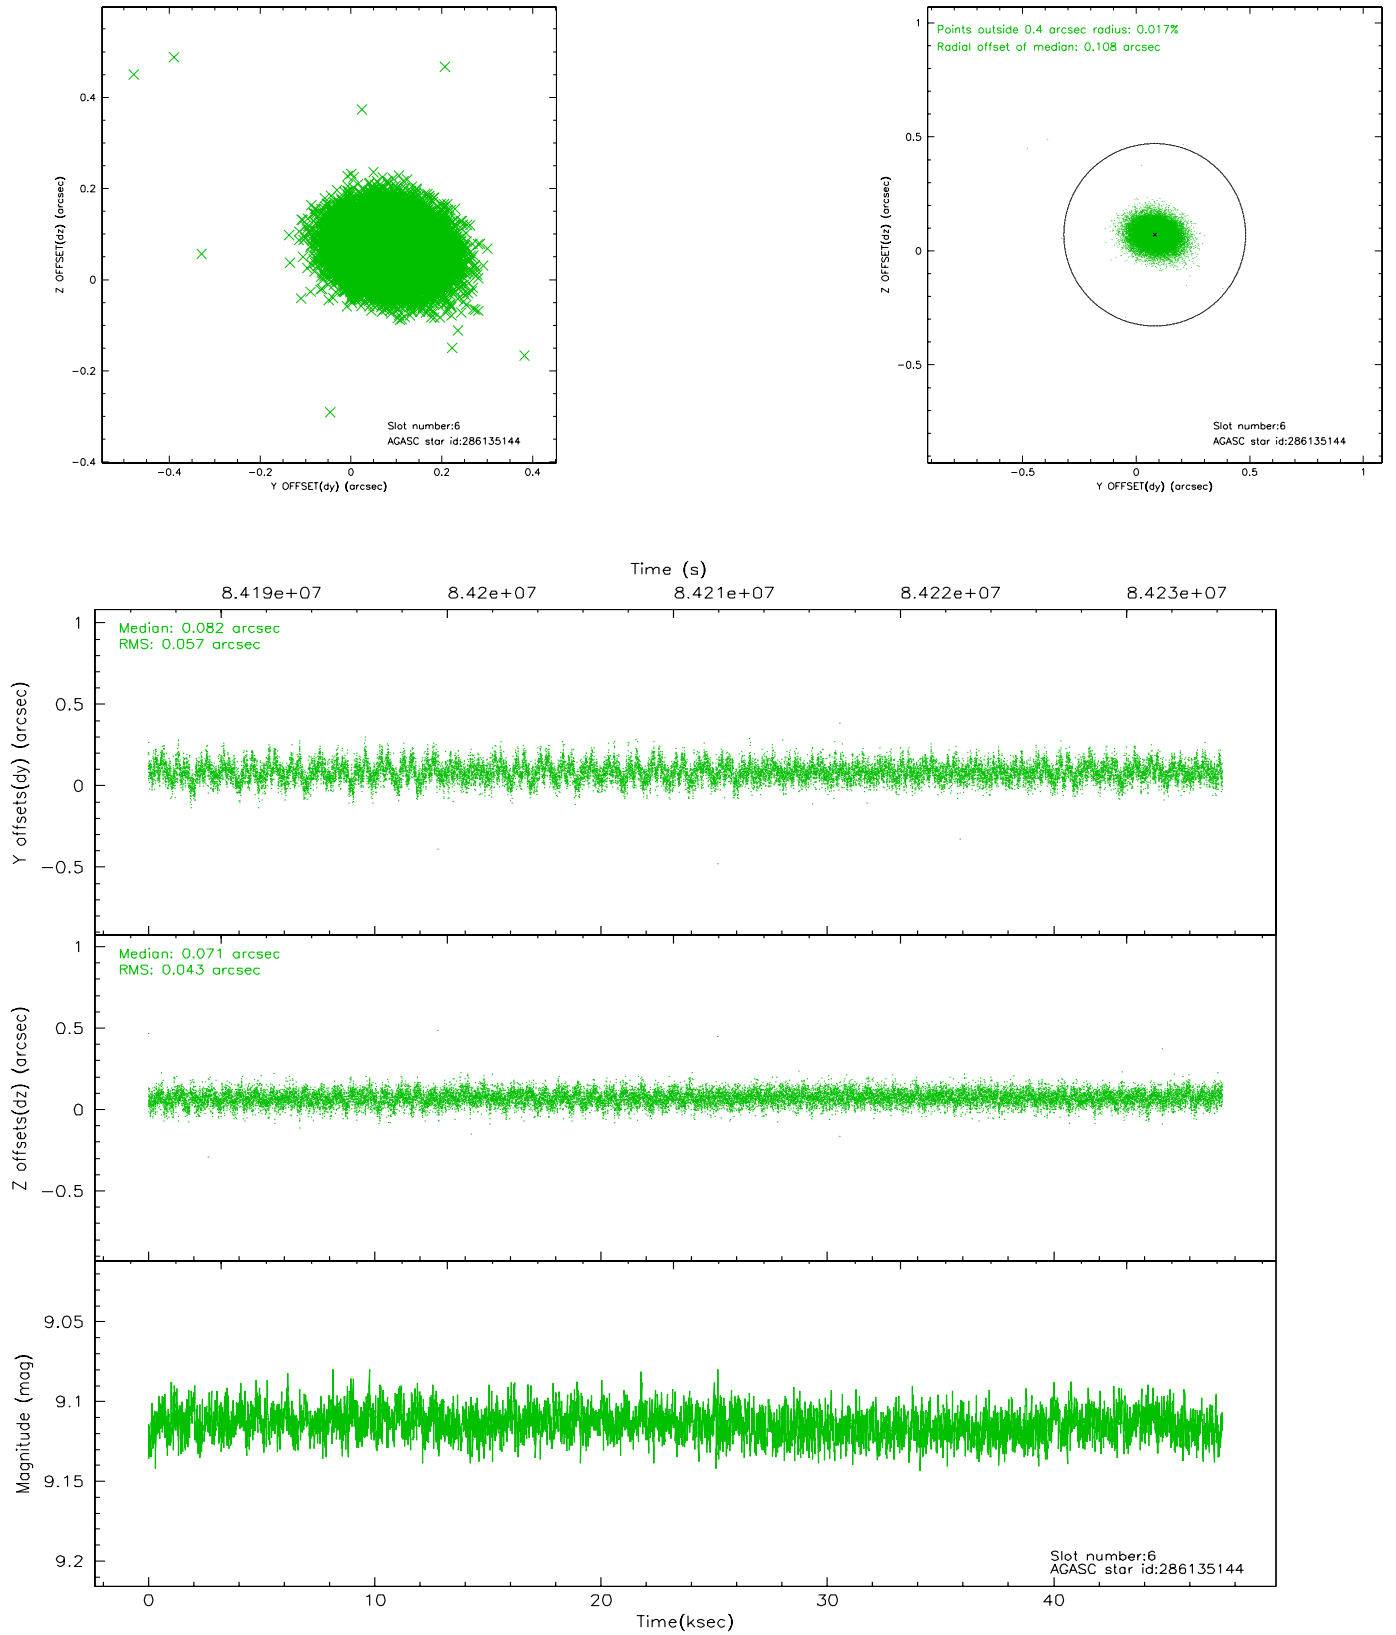 0.4
0.2
0
−0.2
−0.4
Z OFFSET(dz) (arcsec)
Slot number:6
AGASC star id:286135144
−0.4 −0.2 0 0.2 0.4
Y OFFSET(dy) (arcsec)
Points outside 0.4 arcsec radius: 0.017%
Radial offset of median: 0.108 arcsec
1
0.5
0
−0.5
Z OFFSET(dz) (arcsec)
Slot number:6
AGASC star id:286135144
−0.5 0 0.5 1
Y OFFSET(dy) (arcsec)
Time (s)
8.419e+07 8.42e+07 8.421e+07 8.422e+07 8.423e+07
Median: 0.082 arcsec
RMS: 0.057 arcsec
1
0.5
0
−0.5
Y offsets(dy) (arcsec)
Median: 0.071 arcsec
RMS: 0.043 arcsec
1
0.5
0
−0.5
Z offsets(dz) (arcsec)
9.05
9.1
9.15
9.2
Magnitude (mag)
Slot number:6
AGASC star id:286135144
0 10 20 30 40
Time(ksec)